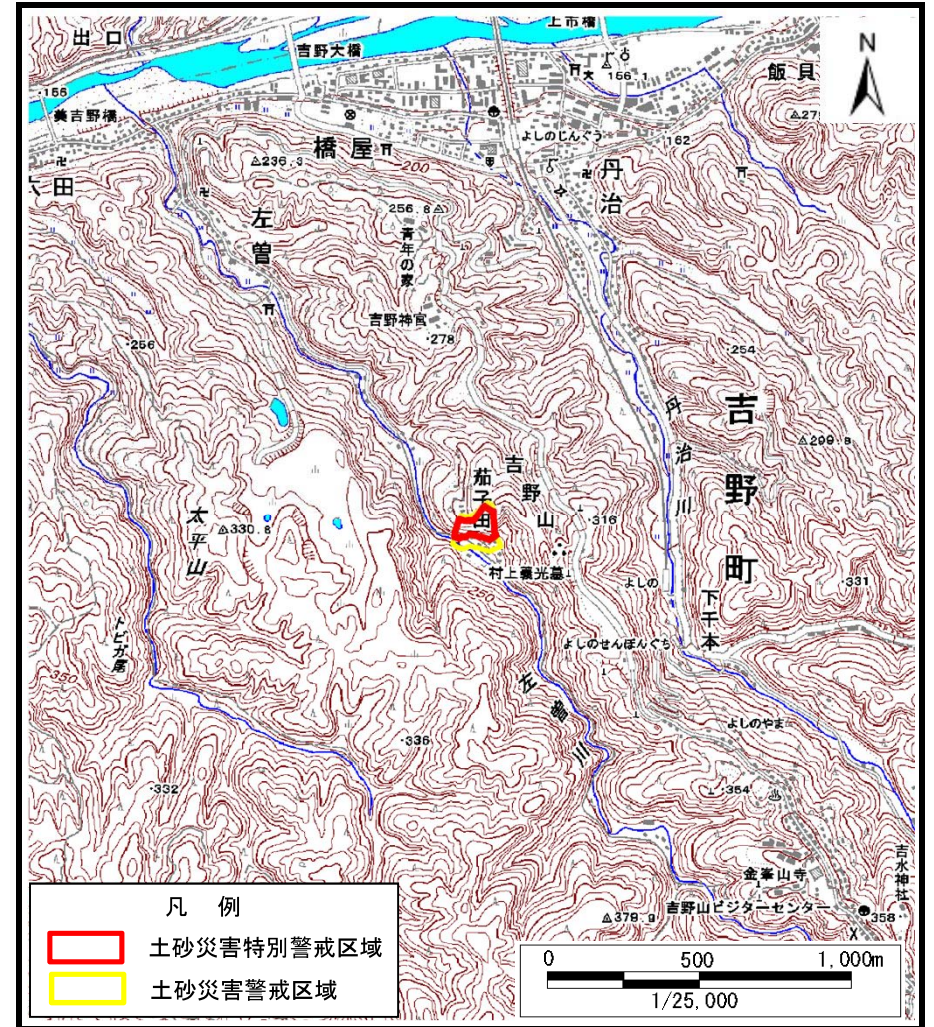 上市橋
出口
吉野大橋
N
大
156.1
飯貝
155
美吉野橋
よしのじんぐう
162
橋屋
200
236.3
丹治
左曽
256.8
青年の家
吉野神宮
278
256
254
丹治川
吉野町
299.8
吉野山
茄子田
316
太平山
330.8
村上義光墓
250
よしの
331
下千本
トビガ尾
よしのせんぼんぐち
350
左曽川
よしのやま
336
332
354
吉水神社
金峯山寺
吉野山ビジターセンター
358
379.9
凡 例
土砂災害特別警戒区域
土砂災害警戒区域
0 500 1,000m
1/25,000